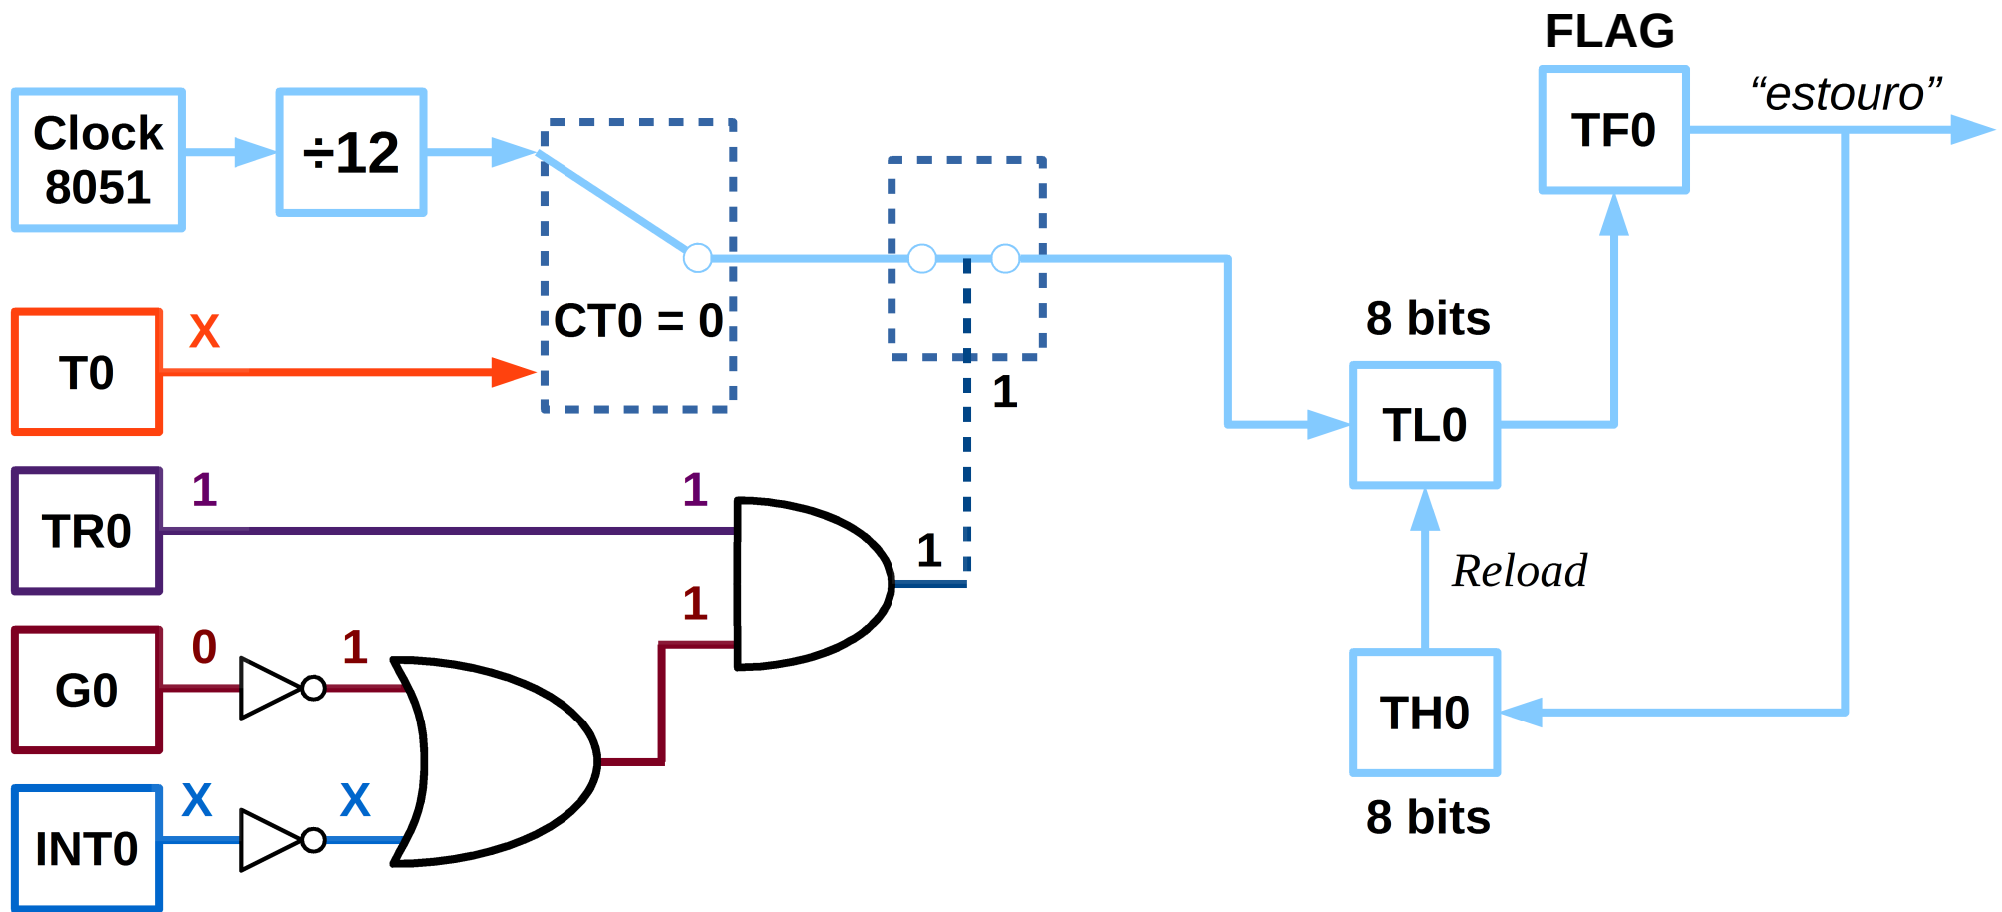 FLAG
Clock
8051
÷12
TF0
“estouro”
CT0 = 0
T0
X
8 bits
TL0
1
TR0
1
1
1
1
Reload
G0
0
1
TH0
8 bits
INT0
X
X